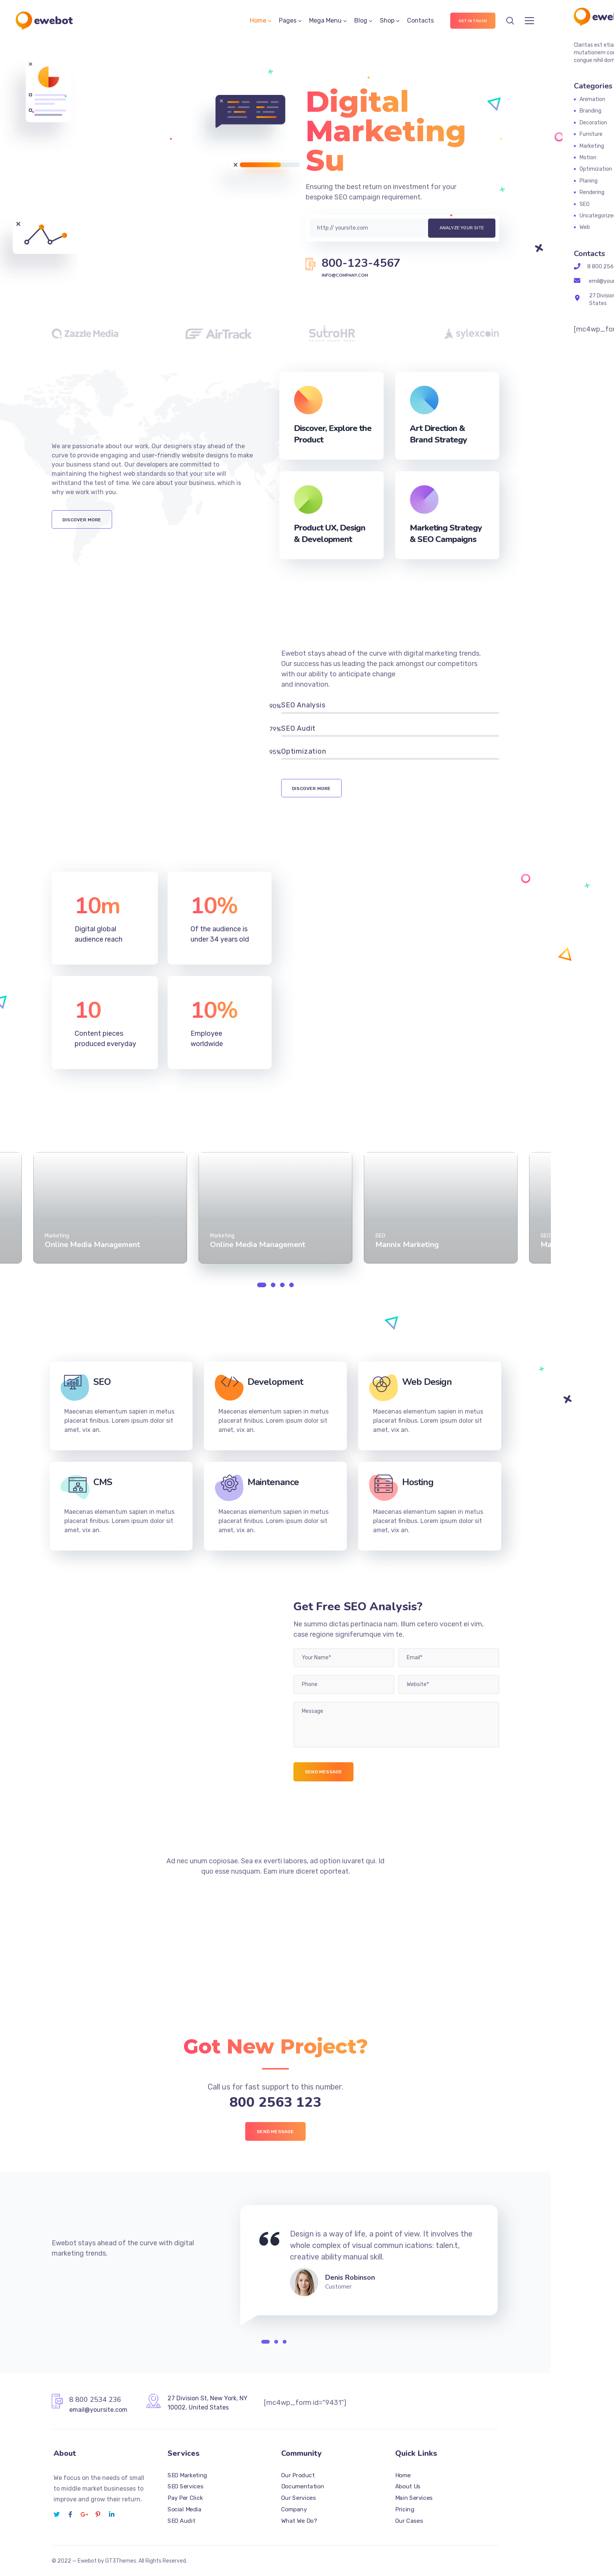 ewebot
Home
Pages
Mega Menu
Blog
Shop
Contacts
GET IN TOUCH
Digital
Marketing
Su
Ensuring the best return on investment for your
bespoke SEO campaign requirement.
http:// yoursite.com
ANALYZE YOUR SITE
800-123-4567
INFO@COMPANY.COM
Zazzle Media
AirTrack
SutroHR
sylexcoin
We are passionate about our work. Our designers stay ahead of the
curve to provide engaging and user-friendly website designs to make
your business stand out. Our developers are committed to
maintaining the highest web standards so that your site will
withstand the test of time. We care about your business, which is
why we work with you.
DISCOVER MORE
Discover, Explore the
Product
Art Direction &
Brand Strategy
Product UX, Design
& Development
Marketing Strategy
& SEO Campaigns
Ewebot stays ahead of the curve with digital marketing trends.
Our success has us leading the pack amongst our competitors
with our ability to anticipate change
and innovation.
90% SEO Analysis
79% SEO Audit
95% Optimization
DISCOVER MORE
10m
Digital global
audience reach
10%
Of the audience is
under 34 years old
10
Content pieces
produced everyday
10%
Employee
worldwide
Marketing
Online Media Management
Marketing
Online Media Management
SEO
Mannix Marketing
SEO
Ma
SEO
Maecenas elementum sapien in metus
placerat finibus. Lorem ipsum dolor sit
amet, vix an.
Development
Maecenas elementum sapien in metus
placerat finibus. Lorem ipsum dolor sit
amet, vix an.
Web Design
Maecenas elementum sapien in metus
placerat finibus. Lorem ipsum dolor sit
amet, vix an.
CMS
Maecenas elementum sapien in metus
placerat finibus. Lorem ipsum dolor sit
amet, vix an.
Maintenance
Maecenas elementum sapien in metus
placerat finibus. Lorem ipsum dolor sit
amet, vix an.
Hosting
Maecenas elementum sapien in metus
placerat finibus. Lorem ipsum dolor sit
amet, vix an.
Get Free SEO Analysis?
Ne summo dictas pertinacia nam. Illum cetero vocent ei vim,
case regione signiferumque vim te.
Your Name*
Email*
Phone
Website*
Message
SEND MESSAGE
Ad nec unum copiosae. Sea ex everti labores, ad option iuvaret qui. Id
quo esse nusquam. Eam iriure diceret oporteat.
Got New Project?
Call us for fast support to this number.
800 2563 123
SEND MESSAGE
Ewebot stays ahead of the curve with digital
marketing trends.
Design is a way of life, a point of view. It involves the
whole complex of visual commun ications: talen.t,
creative ability manual skill.
Denis Robinson
Customer
8 800 2534 236
email@yoursite.com
27 Division St, New York, NY
10002, United States
[mc4wp_form id="9431"]
About
We focus on the needs of small
to middle market businesses to
improve and grow their return.
Services
SEO Marketing
SEO Services
Pay Per Click
Social Media
SEO Audit
Community
Our Product
Documentation
Our Services
Company
What We Do?
Quick Links
Home
About Us
Main Services
Pricing
Our Cases
© 2022 — Ewebot by GT3Themes. All Rights Reserved.
ewe
Claritas est etia
mutationem con
congue nihil dom
Categories
Animation
Branding
Decoration
Furniture
Marketing
Motion
Optimization
Planing
Rendering
SEO
Uncategorize
Web
Contacts
8 800 256
emil@your
27 Division
States
[mc4wp_for